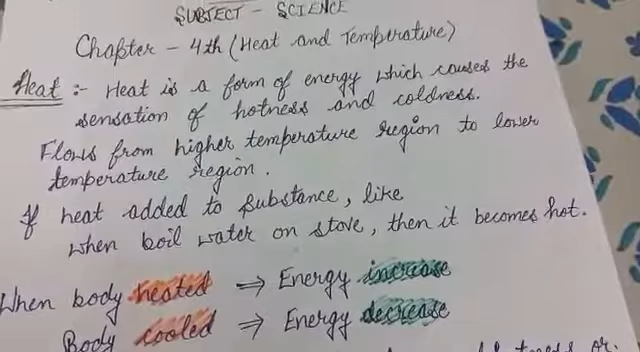 SUBJECT - SCIENCE
Chapter - 4th (Heat and Temperature)
Heat :- Heat is a form of energy which causes the
sensation of hotness and coldness.
Flows from higher temperature region to lower
temperature region.
If heat added to substance, like
when boil water on stove, then it becomes hot.
When body heated ⇒ Energy increase
Body cooled ⇒ Energy decrease